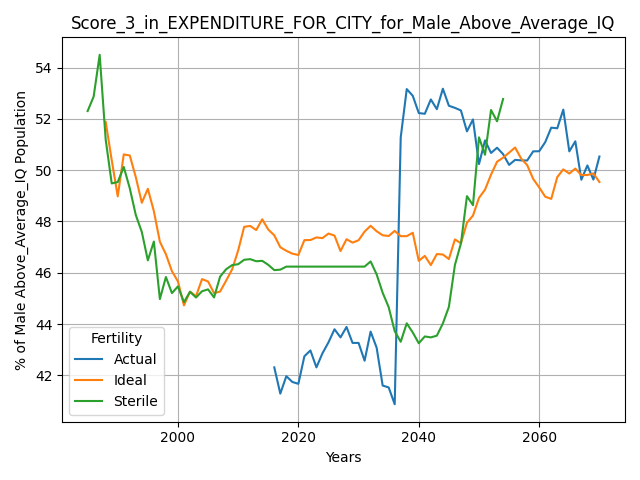 Score_3_in_EXPENDITURE_FOR_CITY_for_Male_Above_Average_IQ
% of Male Above_Average_IQ Population
54
52
50
48
46
44
42
Fertility
Actual
Ideal
Sterile
2000
2020
2040
2060
Years